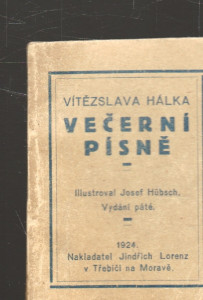 VÍTĚZSLAVA HÁLKA
VEČERNÍ
PÍSNĚ
Illustroval Josef Hübsch.
Vydání páté.
1924.
Nakladatel Jindřich Lorenz
v Třebíči na Moravě.